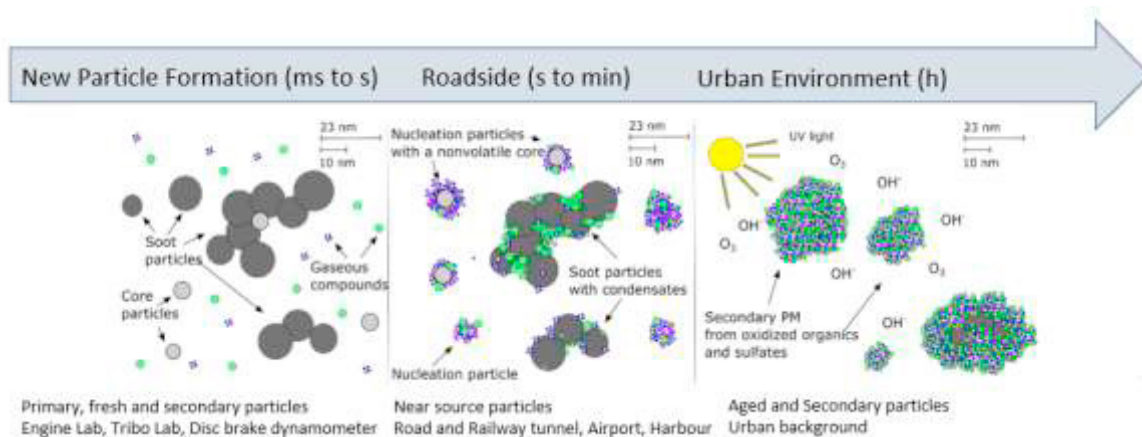 New Particle Formation (ms to s)
Roadside (s to min)
Urban Environment (h)
23 nm
10 nm
Soot
particles
Core
particles
Gaseous
compounds
Nucleation particles
with a nonvolatile core
23 nm
10 nm
Soot particles
with condensates
Nucleation particle
UV light
23 nm
10 nm
O₃
OH⁻
OH⁻
OH⁻
O₃
OH⁻
O₃
OH⁻
Secondary PM
from oxidized organics
and sulfates
Primary, fresh and secondary particles
Engine Lab, Tribo Lab, Disc brake dynamometer
Near source particles
Road and Railway tunnel, Airport, Harbour
Aged and Secondary particles
Urban background